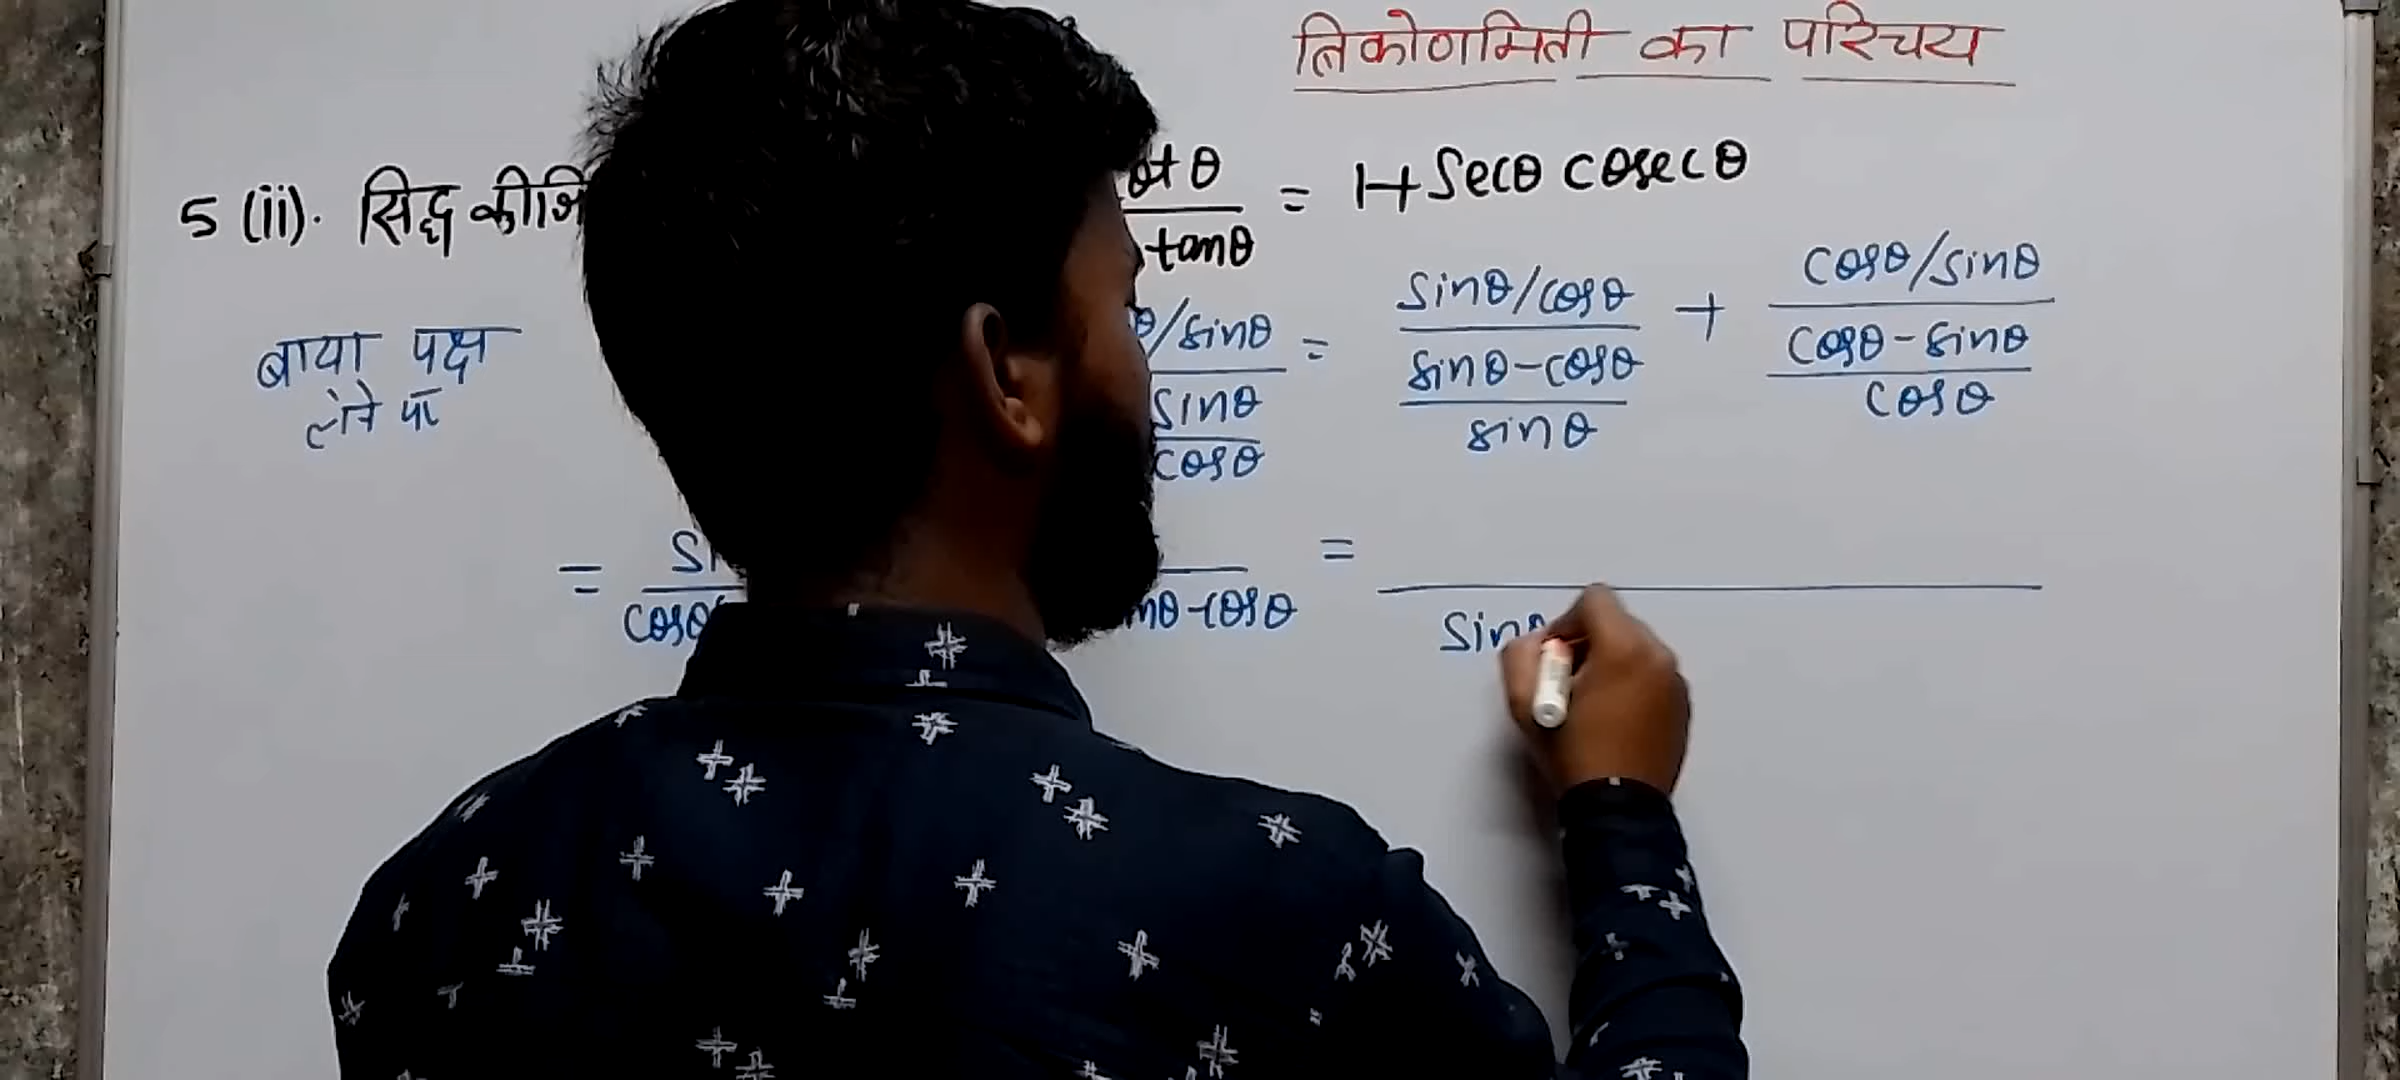 त्रिकोणमिती का परिचय
5 (ii). सिद्ध कीजि
ot θ = 1+ Secθ cosecθ
tanθ
बाया पक्ष
लेने पर
θ/sinθ = sinθ/cosθ + cosθ/sinθ
sinθ sinθ-cosθ cosθ-sinθ
cosθ sinθ cosθ
= =
cosθ nθ-cosθ sinθ